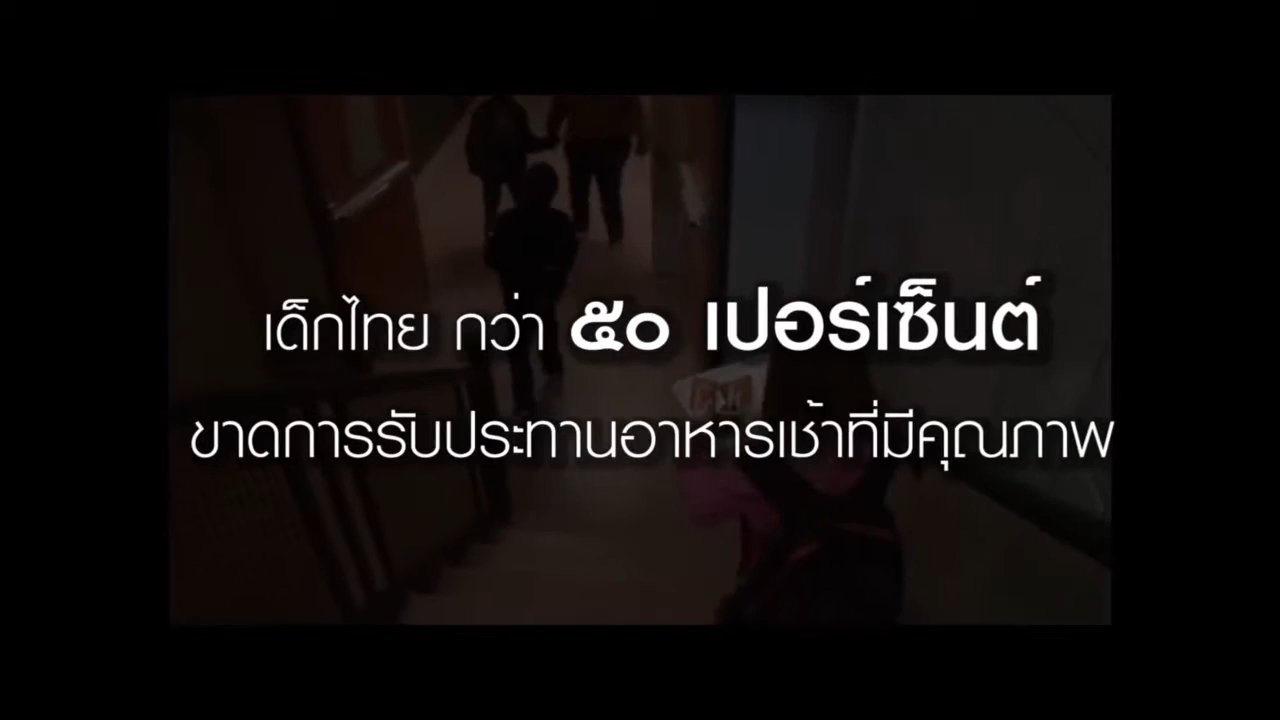 เด็กไทย กว่า ๕๐ เปอร์เซ็นต์
ขาดการรับประทานอาหารเช้าที่มีคุณภาพ